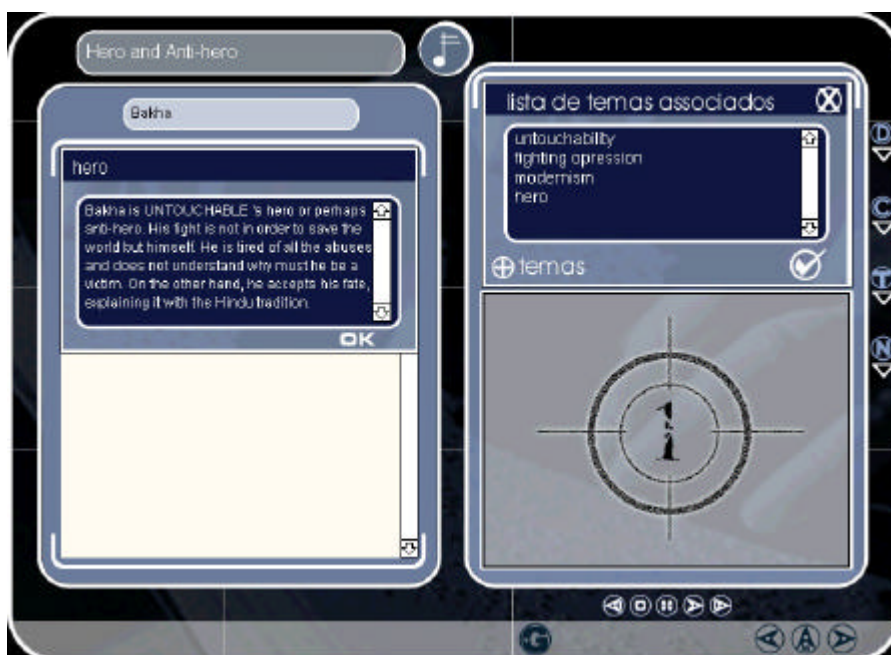 Hero and Anti-hero
Bakha
hero
Bakha is UNTOUCHABLE 's hero or perhaps
anti-hero. His fight is not in order to save the
world but himself. He is tired of all the abuses
and does not understand why must he be a
victim. On the other hand, he accepts his fate,
explaining it with the Hindu tradition.
OK
lista de temas associados
X
untouchability
fighting opression
modernism
hero
temas
1
D
C
T
N
G